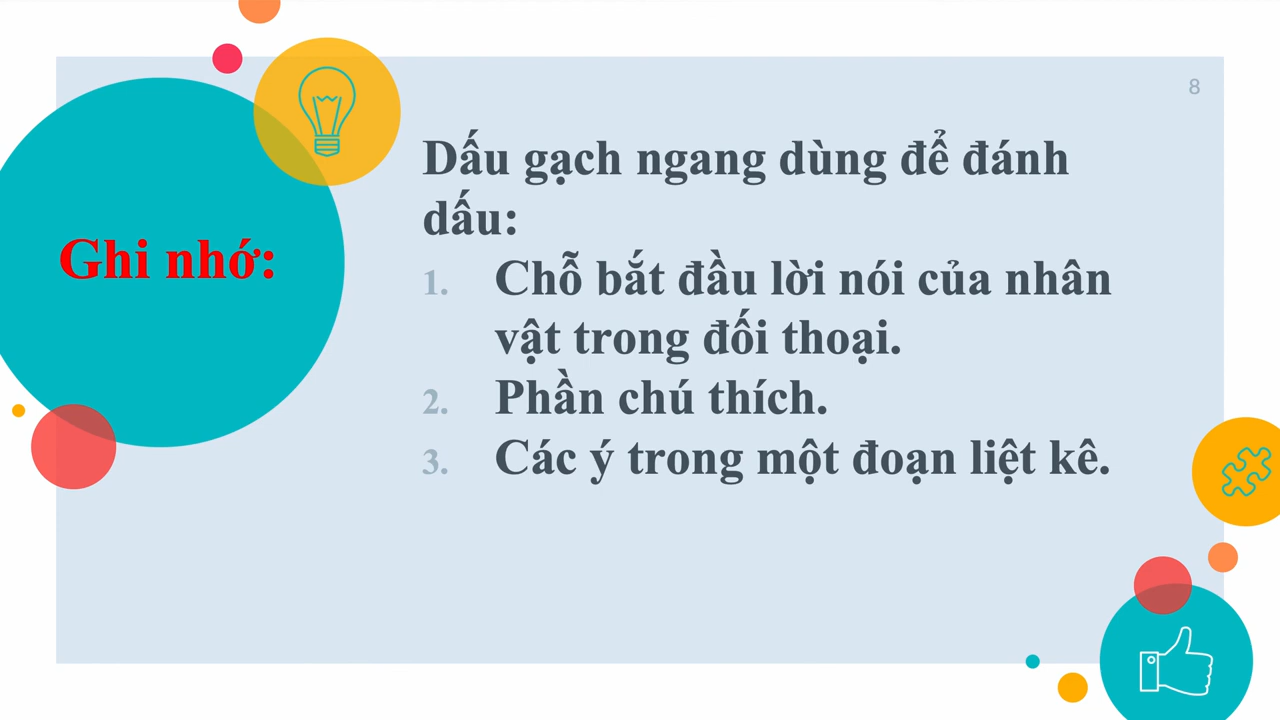 8
Dấu gạch ngang dùng để đánh
dấu:
Ghi nhớ:
1. Chỗ bắt đầu lời nói của nhân
vật trong đối thoại.
2. Phần chú thích.
3. Các ý trong một đoạn liệt kê.